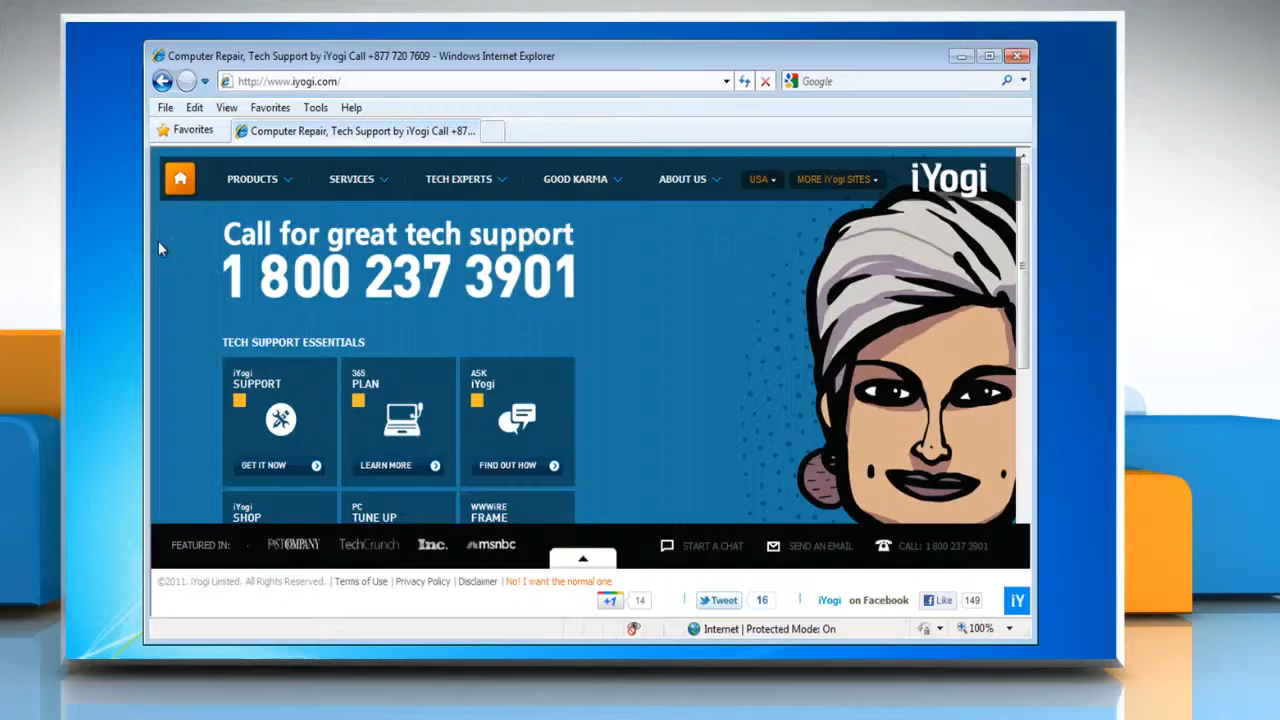 Computer Repair, Tech Support by iYogi Call +877 720 7609 - Windows Internet Explorer
http://www.iyogi.com/
Google
File Edit View Favorites Tools Help
Favorites
Computer Repair, Tech Support by iYogi Call +87...
PRODUCTS SERVICES TECH EXPERTS GOOD KARMA ABOUT US USA MORE iYogi SITES iYogi
Call for great tech support
1 800 237 3901
TECH SUPPORT ESSENTIALS
iYogi SUPPORT
365 PLAN
ASK iYogi
GET IT NOW LEARN MORE FIND OUT HOW
iYogi SHOP
PC TUNE UP
WWWiRE FRAME
FEATURED IN: FAST COMPANY TechCrunch Inc. msnbc START A CHAT SEND AN EMAIL CALL: 1 800 237 3901
©2011. iYogi Limited. All Rights Reserved. | Terms of Use | Privacy Policy | Disclaimer | No! I want the normal one
+1 14 | Tweet 16 | iYogi on Facebook Like 149 iY
Internet | Protected Mode: On 100%